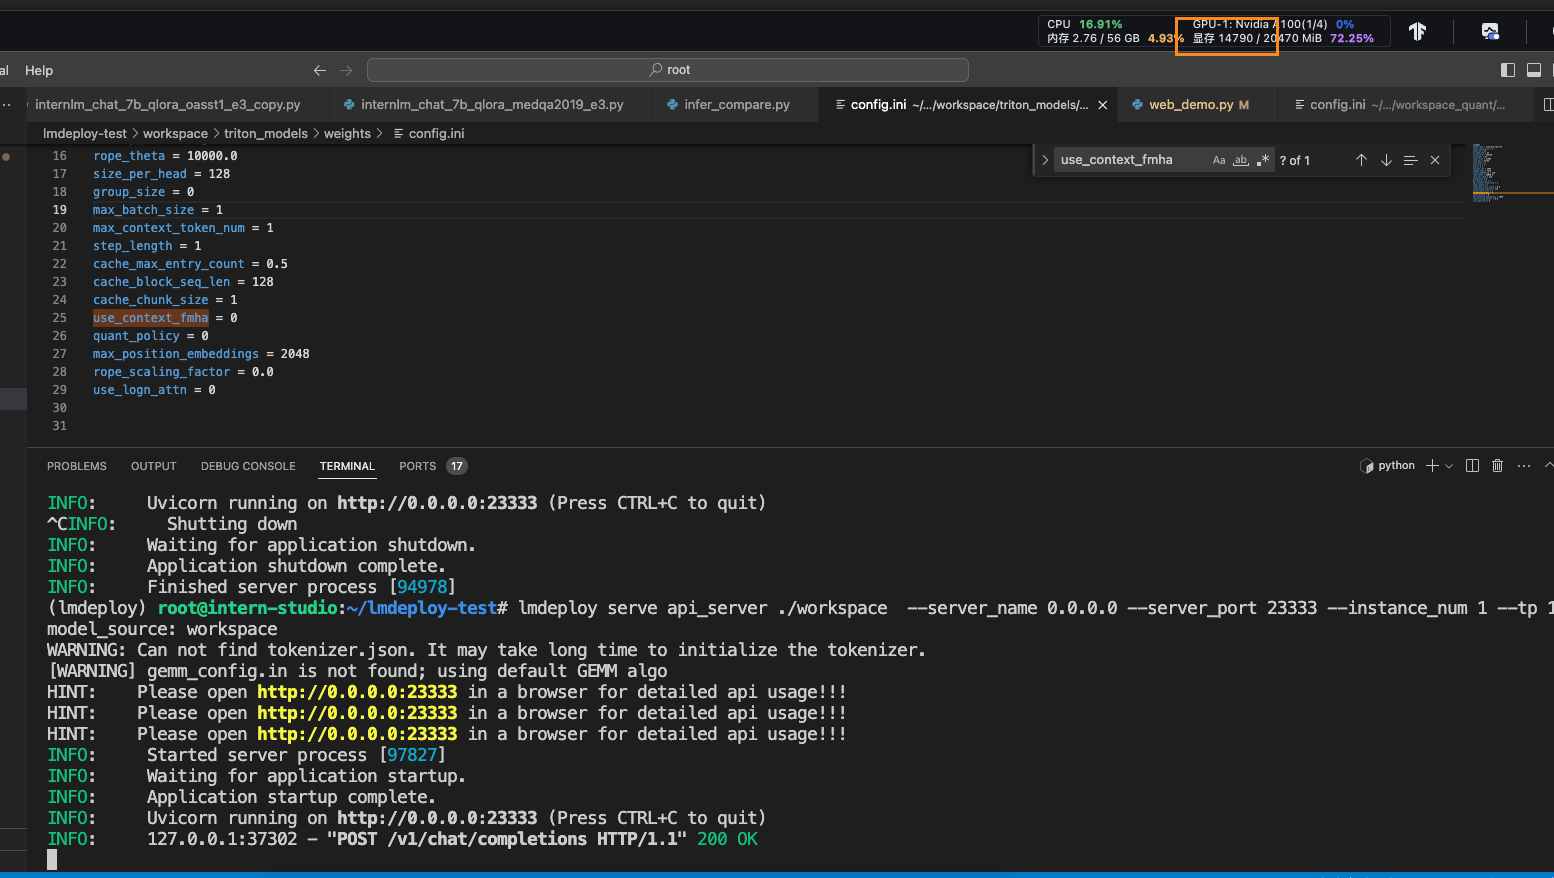 CPU 16.91%
GPU-1: Nvidia A100(1/4) 0%
内存 2.76 / 56 GB 4.93%
显存 14790 / 20470 MiB 72.25%
al Help
root
internlm_chat_7b_qlora_oasst1_e3_copy.py
internlm_chat_7b_qlora_medqa2019_e3.py
infer_compare.py
config.ini ~/.../workspace/triton_models/...
web_demo.py M
config.ini ~/.../workspace_quant/...
lmdeploy-test > workspace > triton_models > weights > config.ini
use_context_fmha Aa ab .* ? of 1
16 rope_theta = 10000.0
17 size_per_head = 128
18 group_size = 0
19 max_batch_size = 1
20 max_context_token_num = 1
21 step_length = 1
22 cache_max_entry_count = 0.5
23 cache_block_seq_len = 128
24 cache_chunk_size = 1
25 use_context_fmha = 0
26 quant_policy = 0
27 max_position_embeddings = 2048
28 rope_scaling_factor = 0.0
29 use_logn_attn = 0
30
31
PROBLEMS OUTPUT DEBUG CONSOLE TERMINAL PORTS 17
python
INFO: Uvicorn running on http://0.0.0.0:23333 (Press CTRL+C to quit)
^CINFO: Shutting down
INFO: Waiting for application shutdown.
INFO: Application shutdown complete.
INFO: Finished server process [94978]
(lmdeploy) root@intern-studio:~/lmdeploy-test# lmdeploy serve api_server ./workspace --server_name 0.0.0.0 --server_port 23333 --instance_num 1 --tp 1
model_source: workspace
WARNING: Can not find tokenizer.json. It may take long time to initialize the tokenizer.
[WARNING] gemm_config.in is not found; using default GEMM algo
HINT: Please open http://0.0.0.0:23333 in a browser for detailed api usage!!!
HINT: Please open http://0.0.0.0:23333 in a browser for detailed api usage!!!
HINT: Please open http://0.0.0.0:23333 in a browser for detailed api usage!!!
INFO: Started server process [97827]
INFO: Waiting for application startup.
INFO: Application startup complete.
INFO: Uvicorn running on http://0.0.0.0:23333 (Press CTRL+C to quit)
INFO: 127.0.0.1:37302 - "POST /v1/chat/completions HTTP/1.1" 200 OK